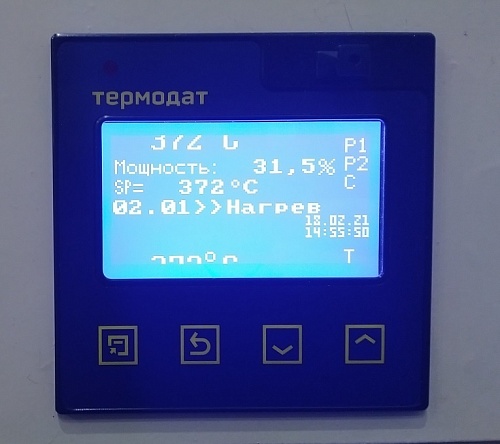 термодат
P1
Мощность: 31,5% P2
SP= 372°C C
02.01>>Нагрев
18.02.21
14:55:50
T